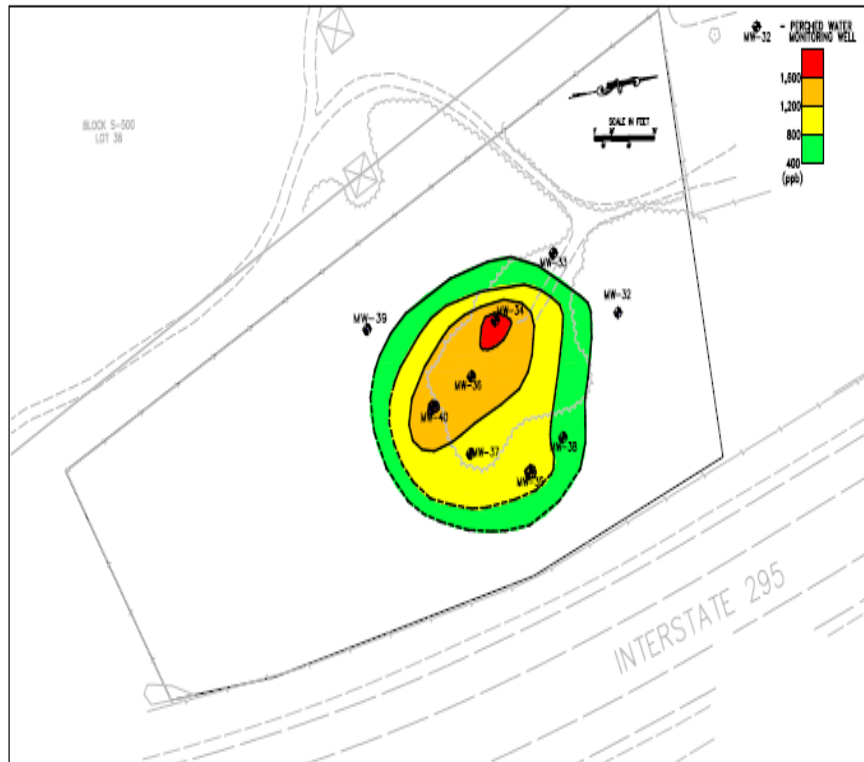 MW-32
- PERCHED WATER
MONITORING WELL
1,600
1,200
800
400
(ppb)
SCALE IN FEET
BLOCK S-500
LOT 38
MW-33
MW-32
MW-34
MW-39
MW-36
MW-40
MW-38
MW-37
INTERSTATE 295